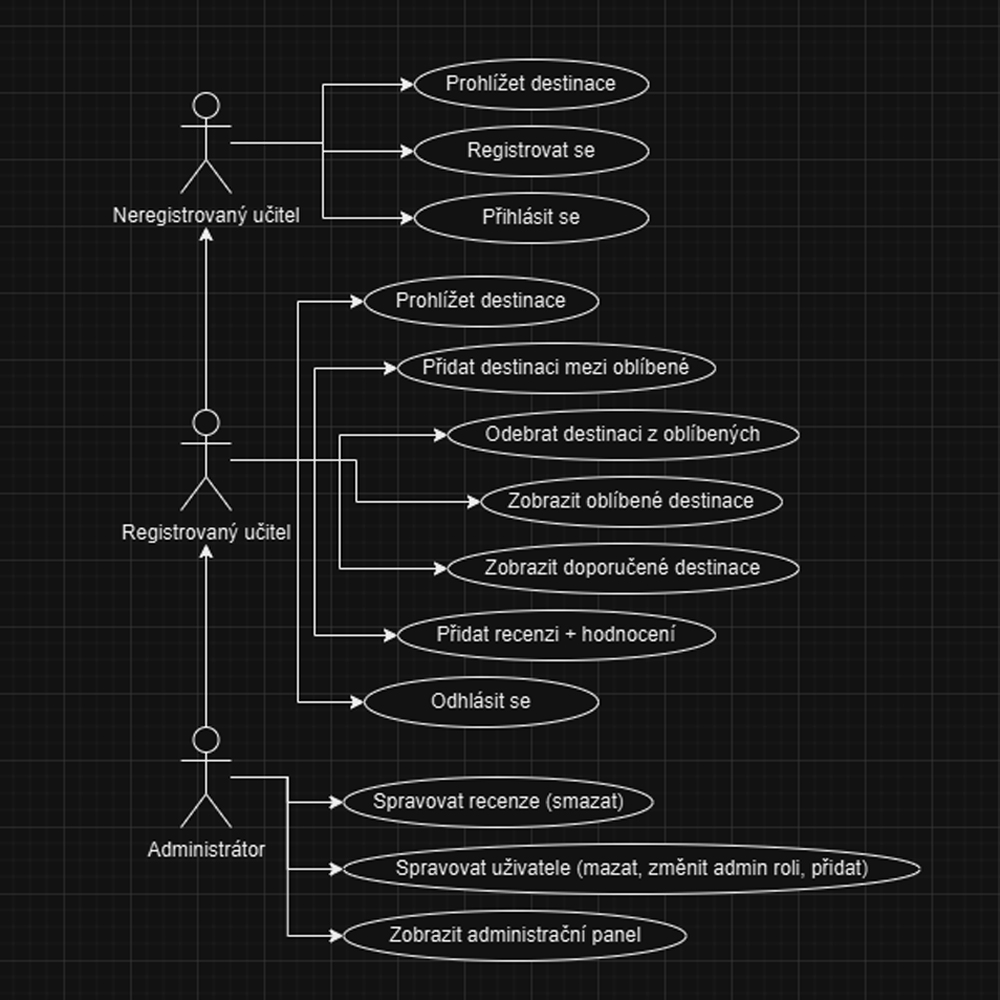 Prohlížet destinace
Registrovat se
Přihlásit se
Neregistrovaný učitel
Prohlížet destinace
Přidat destinaci mezi oblíbené
Odebrat destinaci z oblíbených
Zobrazit oblíbené destinace
Registrovaný učitel
Zobrazit doporučené destinace
Přidat recenzi + hodnocení
Odhlásit se
Spravovat recenze (smazat)
Administrátor
Spravovat uživatele (mazat, změnit admin roli, přidat)
Zobrazit administrační panel